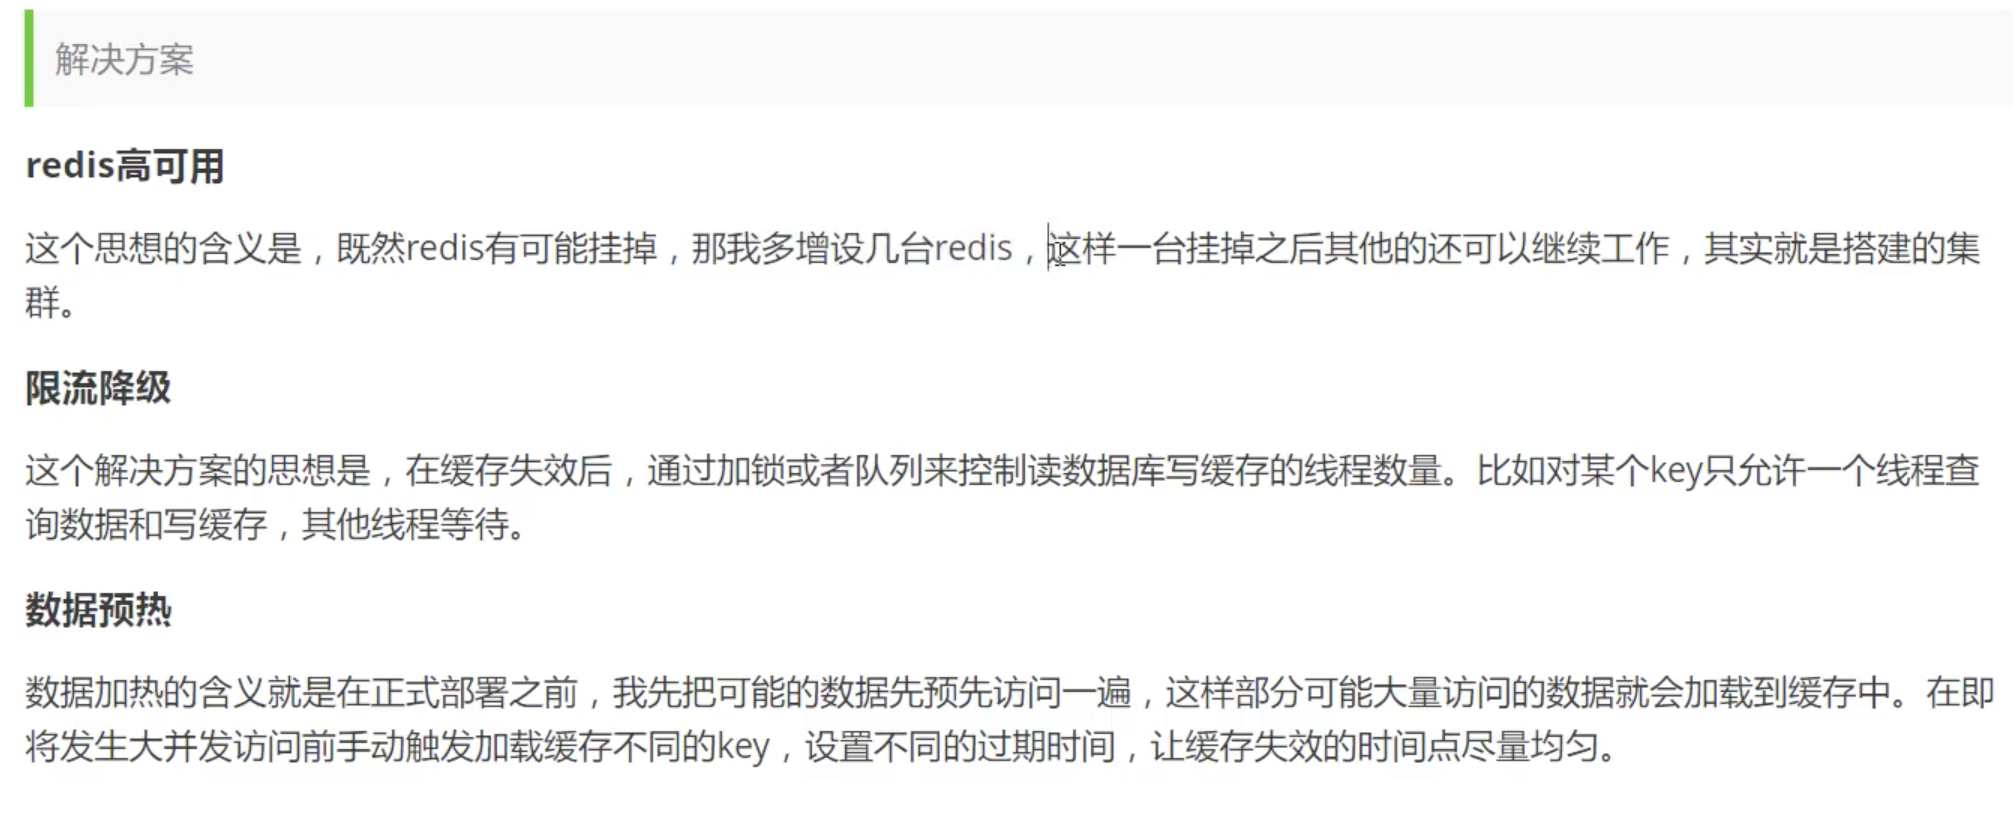 解决方案
redis高可用
这个思想的含义是，既然redis有可能挂掉，那我多增设几台redis，这样一台挂掉之后其他的还可以继续工作，其实就是搭建的集
群。
限流降级
这个解决方案的思想是，在缓存失效后，通过加锁或者队列来控制读数据库写缓存的线程数量。比如对某个key只允许一个线程查
询数据和写缓存，其他线程等待。
数据预热
数据加热的含义就是在正式部署之前，我先把可能的数据先预先访问一遍，这样部分可能大量访问的数据就会加载到缓存中。在即
将发生大并发访问前手动触发加载缓存不同的key，设置不同的过期时间，让缓存失效的时间点尽量均匀。